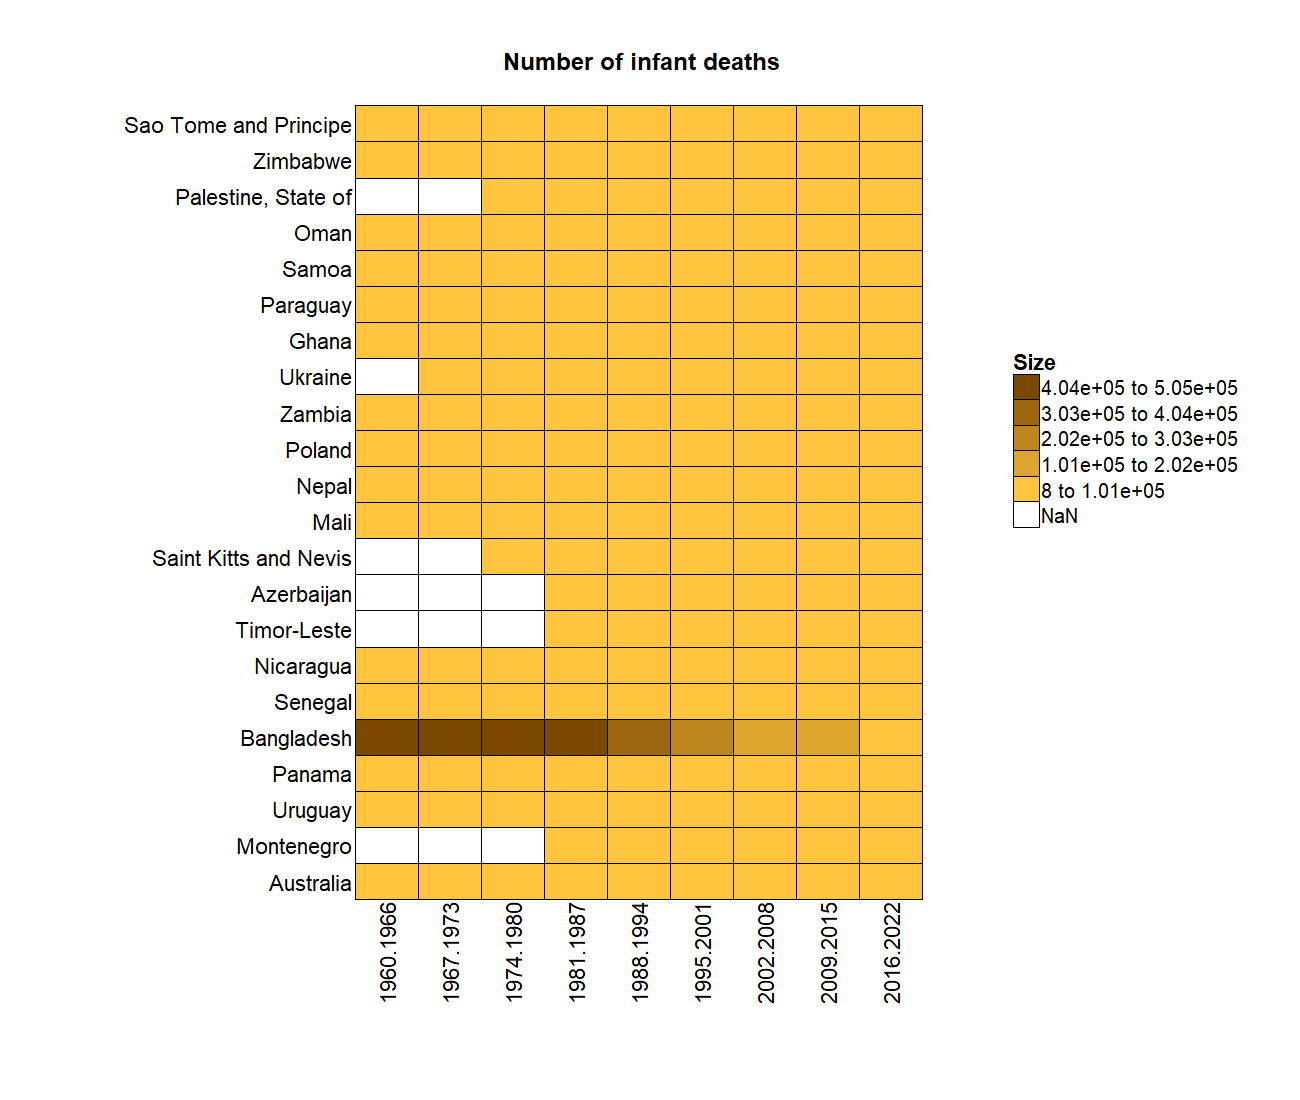 Number of infant deaths
Sao Tome and Principe
Zimbabwe
Palestine, State of
Oman
Samoa
Paraguay
Ghana
Ukraine
Zambia
Poland
Nepal
Mali
Saint Kitts and Nevis
Azerbaijan
Timor-Leste
Nicaragua
Senegal
Bangladesh
Panama
Uruguay
Montenegro
Australia
1960.1966
1967.1973
1974.1980
1981.1987
1988.1994
1995.2001
2002.2008
2009.2015
2016.2022
Size
4.04e+05 to 5.05e+05
3.03e+05 to 4.04e+05
2.02e+05 to 3.03e+05
1.01e+05 to 2.02e+05
8 to 1.01e+05
NaN